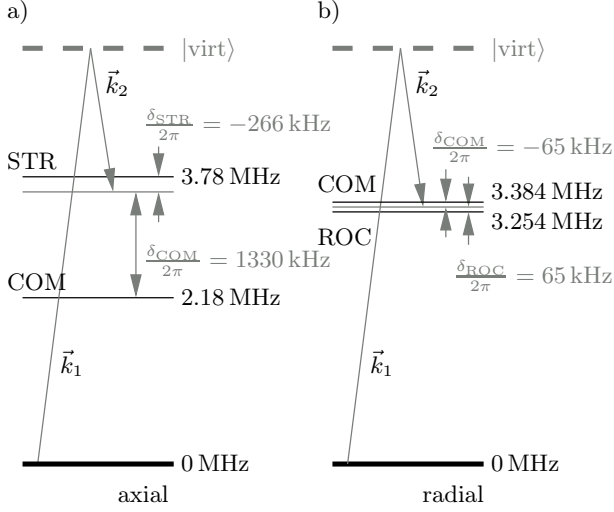 a)
|virt⟩
k⃗₂
δSTR/2π = −266 kHz
STR
3.78 MHz
δCOM/2π = 1330 kHz
COM
2.18 MHz
k⃗₁
0 MHz
axial
b)
|virt⟩
k⃗₂
δCOM/2π = −65 kHz
COM
3.384 MHz
3.254 MHz
ROC
δROC/2π = 65 kHz
k⃗₁
0 MHz
radial